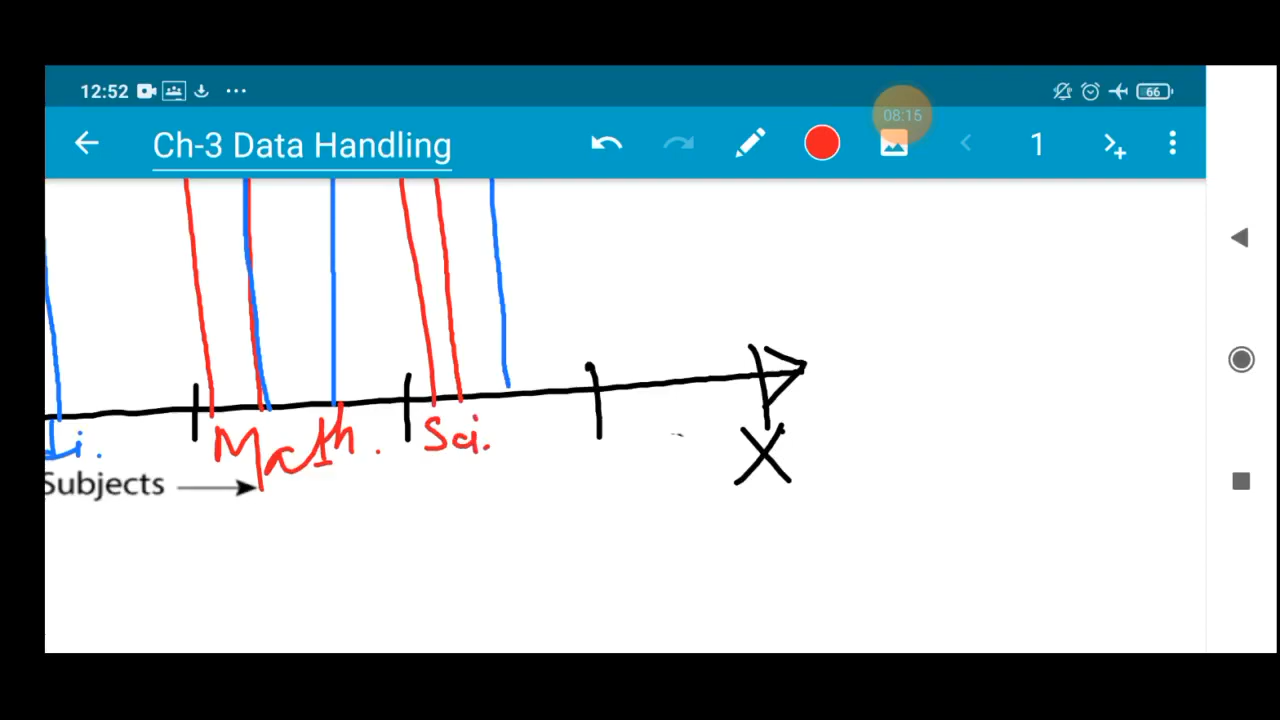 12:52 66
08:15
Ch-3 Data Handling 1
Math. Sci.
X
Subjects